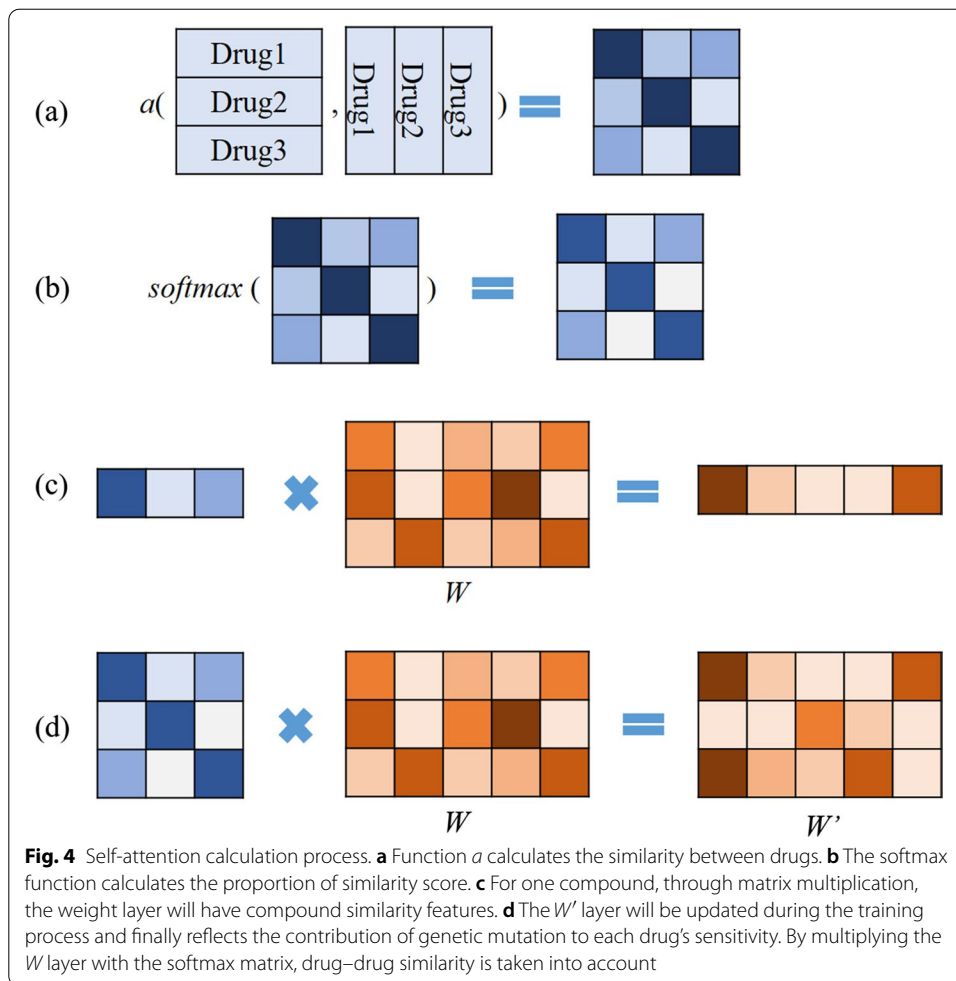 (a) a( Drug1 Drug2 Drug3 , Drug1 Drug2 Drug3 )
(b) softmax ( )
(c)
W
(d)
W W’
Fig. 4 Self-attention calculation process. a Function a calculates the similarity between drugs. b The softmax
function calculates the proportion of similarity score. c For one compound, through matrix multiplication,
the weight layer will have compound similarity features. d The W′ layer will be updated during the training
process and finally reflects the contribution of genetic mutation to each drug’s sensitivity. By multiplying the
W layer with the softmax matrix, drug–drug similarity is taken into account